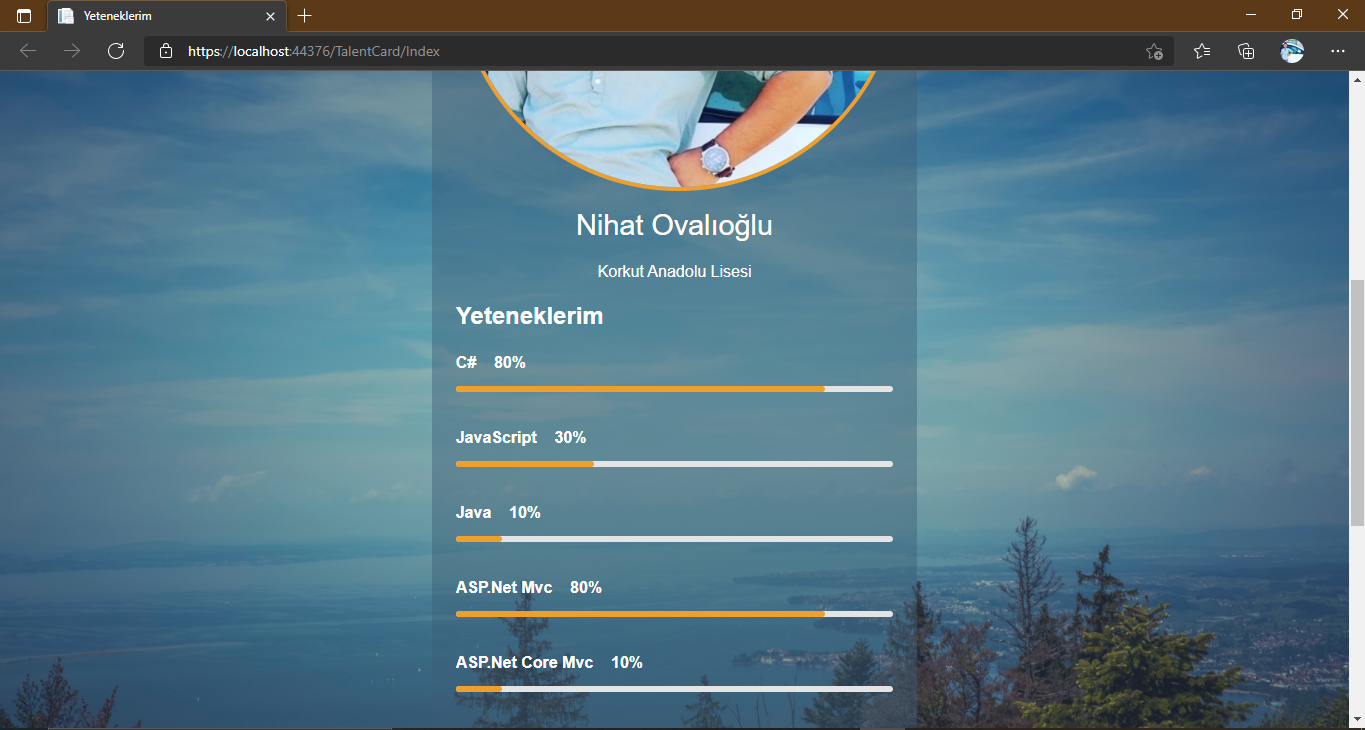 Yeteneklerim
https://localhost:44376/TalentCard/Index
Nihat Ovalıoğlu
Korkut Anadolu Lisesi
Yeteneklerim
C# 80%
JavaScript 30%
Java 10%
ASP.Net Mvc 80%
ASP.Net Core Mvc 10%